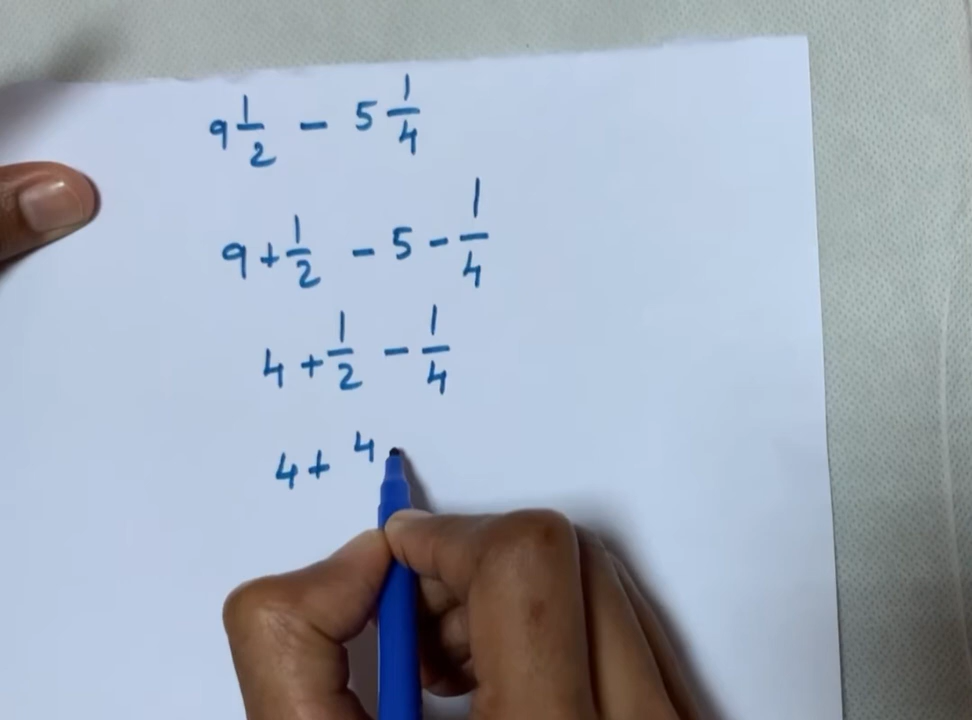 9 1/2 - 5 1/4
9 + 1/2 - 5 - 1/4
4 + 1/2 - 1/4
4 + 4